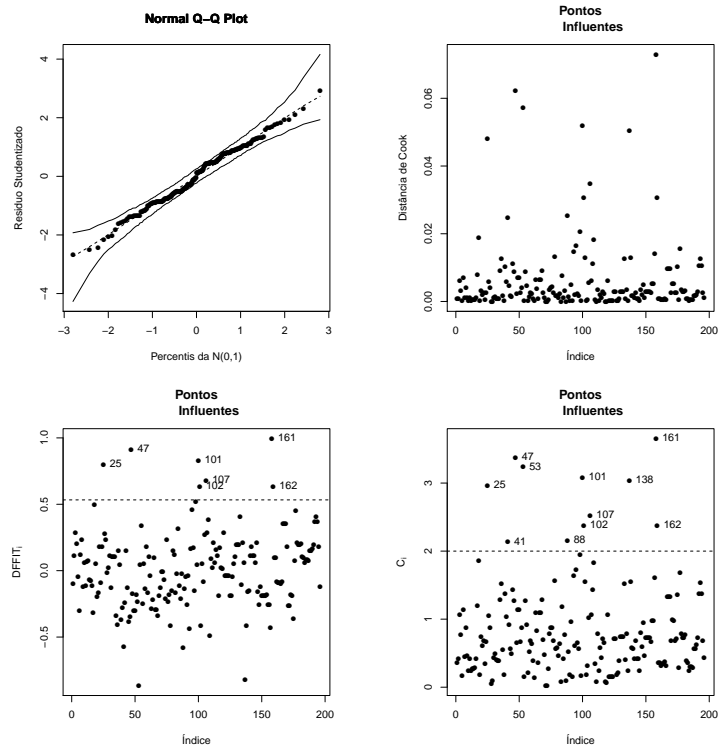 Normal Q−Q Plot
Resíduo Studentizado
4
2
0
−2
−4
−3 −2 −1 0 1 2 3
Percentis da N(0,1)
Pontos
Influentes
Distância de Cook
0.06
0.04
0.02
0.00
0 50 100 150 200
Índice
Pontos
Influentes
DFFITi
1.0
0.5
0.0
−0.5
161
47
101
25
107
102
162
0 50 100 150 200
Índice
Pontos
Influentes
Ci
3
2
1
0
161
47
53
101
138
25
107
102
162
41
88
0 50 100 150 200
Índice